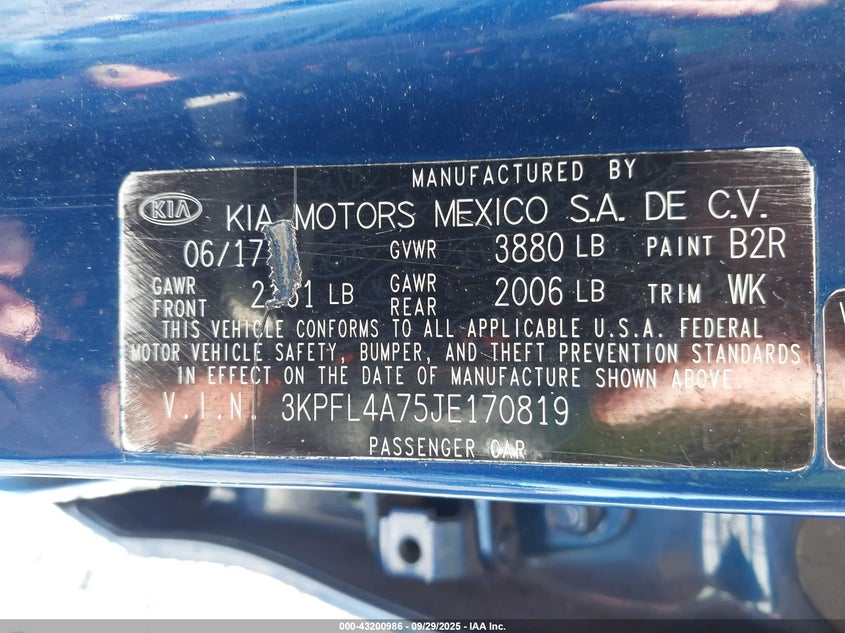 MANUFACTURED BY
KIA KIA MOTORS MEXICO S.A. DE C.V.
06/17 GVWR 3880 LB PAINT B2R
GAWR FRONT LB GAWR REAR 2006 LB TRIM WK
THIS VEHICLE CONFORMS TO ALL APPLICABLE U.S.A. FEDERAL
MOTOR VEHICLE SAFETY, BUMPER, AND THEFT PREVENTION STANDARDS
IN EFFECT ON THE DATE OF MANUFACTURE SHOWN ABOVE.
V.I.N. 3KPFL4A75JE170819
PASSENGER CAR
000-43200986 - 09/29/2025 - IAA Inc.